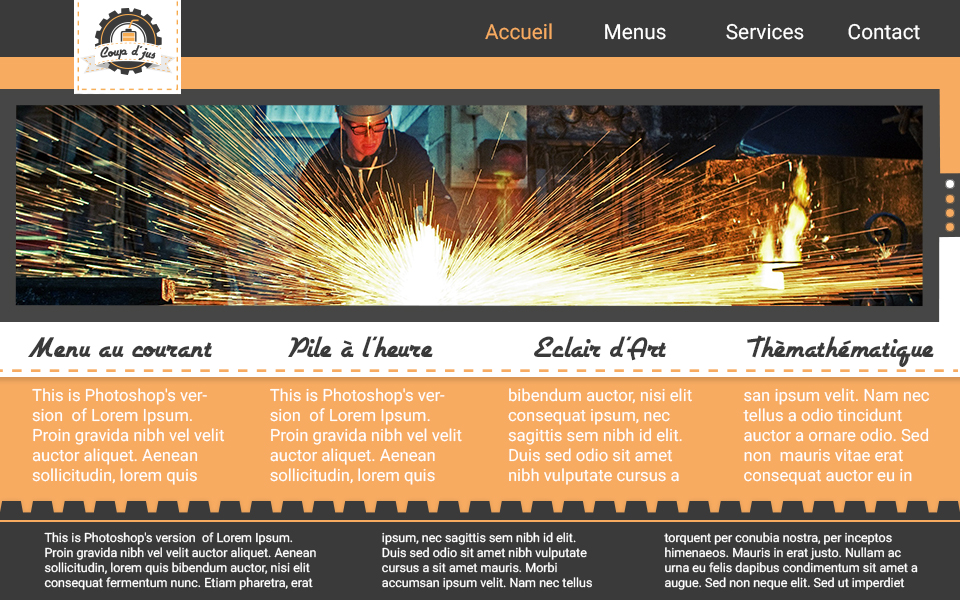 Coup d'jus
Accueil Menus Services Contact
Menu au courant
Pile à l'heure
Eclair d'Art
Thèmathématique
This is Photoshop's ver-
sion of Lorem Ipsum.
Proin gravida nibh vel velit
auctor aliquet. Aenean
sollicitudin, lorem quis
This is Photoshop's ver-
sion of Lorem Ipsum.
Proin gravida nibh vel velit
auctor aliquet. Aenean
sollicitudin, lorem quis
bibendum auctor, nisi elit
consequat ipsum, nec
sagittis sem nibh id elit.
Duis sed odio sit amet
nibh vulputate cursus a
san ipsum velit. Nam nec
tellus a odio tincidunt
auctor a ornare odio. Sed
non mauris vitae erat
consequat auctor eu in
This is Photoshop's version of Lorem Ipsum.
Proin gravida nibh vel velit auctor aliquet. Aenean
sollicitudin, lorem quis bibendum auctor, nisi elit
consequat fermentum nunc. Etiam pharetra, erat
ipsum, nec sagittis sem nibh id elit.
Duis sed odio sit amet nibh vulputate
cursus a sit amet mauris. Morbi
accumsan ipsum velit. Nam nec tellus
torquent per conubia nostra, per inceptos
himenaeos. Mauris in erat justo. Nullam ac
urna eu felis dapibus condimentum sit amet a
augue. Sed non neque elit. Sed ut imperdiet